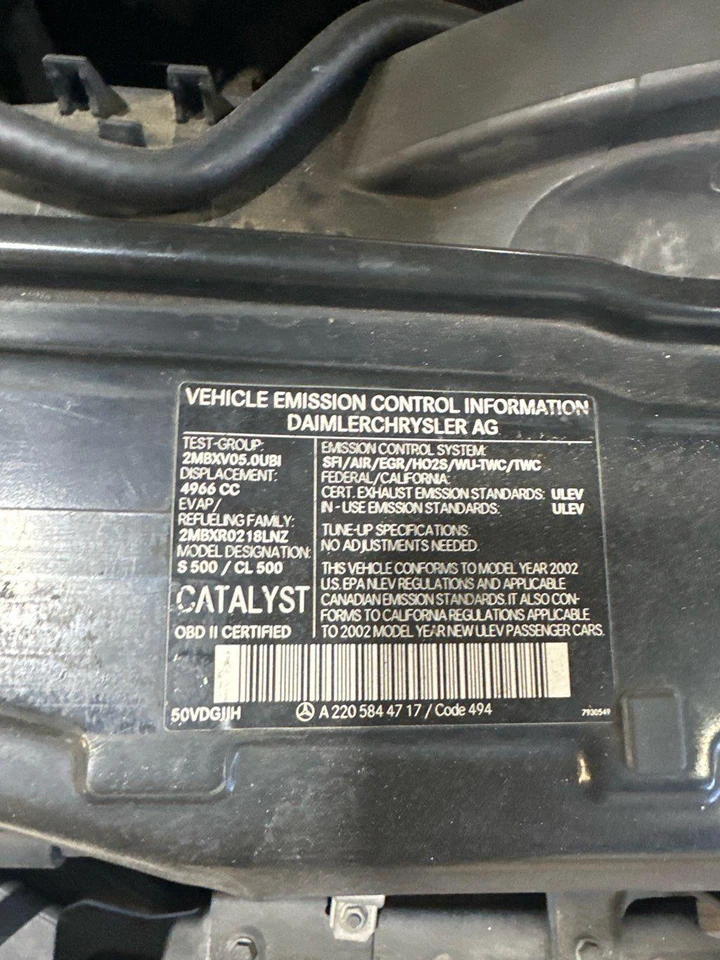 VEHICLE EMISSION CONTROL INFORMATION
DAIMLERCHRYSLER AG
TEST-GROUP:
2MBXV05.0UBI
DISPLACEMENT:
4966 CC
EVAP/
REFUELING FAMILY:
2MBXR0218LNZ
MODEL DESIGNATION:
S 500 / CL 500
CATALYST
OBD II CERTIFIED
EMISSION CONTROL SYSTEM:
SFI/AIR/EGR/HO2S/WU-TWC/TWC
FEDERAL/CALIFORNIA:
CERT. EXHAUST EMISSION STANDARDS: ULEV
IN - USE EMISSION STANDARDS: ULEV
TUNE-UP SPECIFICATIONS:
NO ADJUSTMENTS NEEDED.
THIS VEHICLE CONFORMS TO MODEL YEAR 2002
U.S. EPA NLEV REGULATIONS AND APPLICABLE
CANADIAN EMISSION STANDARDS. IT ALSO CON-
FORMS TO CALIFORNIA REGULATIONS APPLICABLE
TO 2002 MODEL YEAR NEW ULEV PASSENGER CARS.
50VDGIJH A 220 584 47 17 / Code 494 7930549